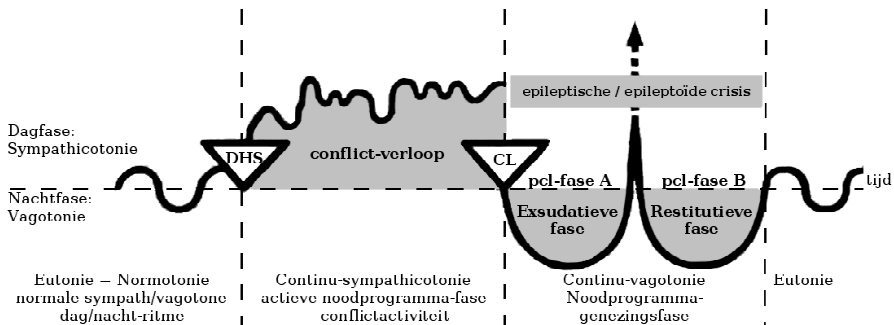 epileptische / epileptoïde crisis
Dagfase:
Sympathicotonie
DHS
conflict-verloop
CL
pcl-fase A
pcl-fase B
tijd
Nachtfase:
Vagotonie
Exsudatieve
fase
Restitutieve
fase
Eutonie = Normotonie
normale sympath/vagotone
dag/nacht-ritme
Continu-sympathicotonie
actieve noodprogramma-fase
conflictactiviteit
Continu-vagotonie
Noodprogramma-
genezingsfase
Eutonie